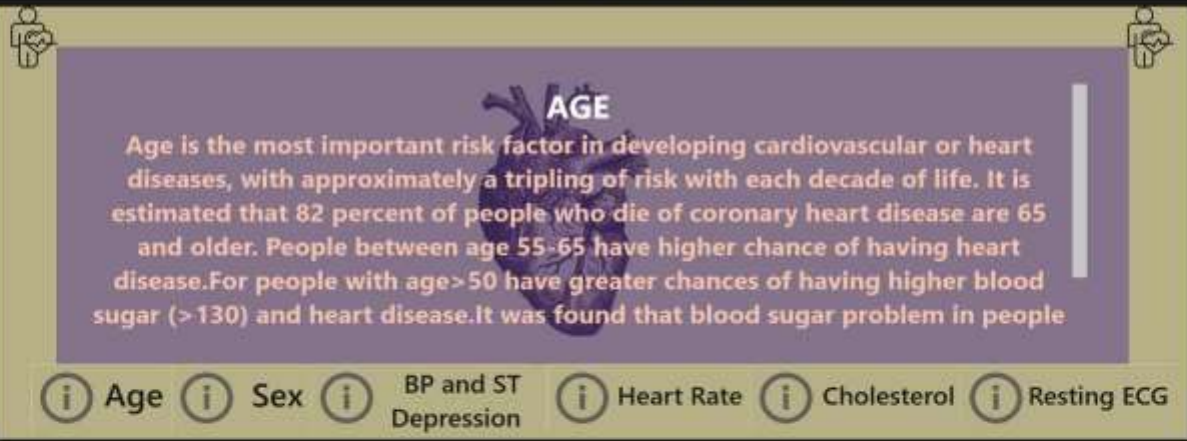 AGE
Age is the most important risk factor in developing cardiovascular or heart
diseases, with approximately a tripling of risk with each decade of life. It is
estimated that 82 percent of people who die of coronary heart disease are 65
and older. People between age 55-65 have higher chance of having heart
disease.For people with age>50 have greater chances of having higher blood
sugar (>130) and heart disease.It was found that blood sugar problem in people
i Age i Sex i BP and ST
Depression i Heart Rate i Cholesterol i Resting ECG